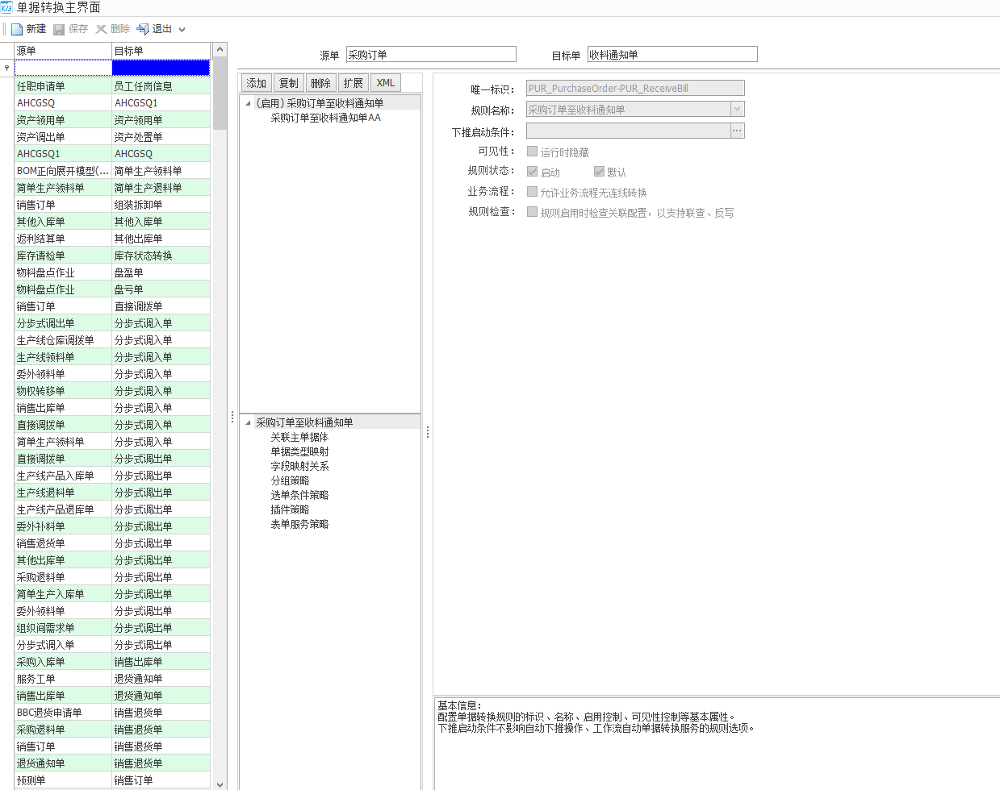 K/3 单据转换主界面
新建 保存 删除 退出
源单 目标单
任职申请单 员工任岗信息
AHCGSQ AHCGSQ1
资产领用单 资产领用单
资产调出单 资产处置单
AHCGSQ1 AHCGSQ
BOM正向展开模型(... 简单生产领料单
简单生产领料单 简单生产退料单
销售订单 组装拆卸单
其他入库单 其他入库单
返利结算单 其他出库单
库存请检单 库存状态转换
物料盘点作业 盘盈单
物料盘点作业 盘亏单
销售订单 直接调拨单
分步式调出单 分步式调入单
生产线仓库调拨单 分步式调入单
生产线领料单 分步式调入单
委外领料单 分步式调入单
物权转移单 分步式调入单
销售出库单 分步式调入单
直接调拨单 分步式调入单
简单生产领料单 分步式调入单
直接调拨单 分步式调出单
生产线产品入库单 分步式调出单
生产线退料单 分步式调出单
生产线产品退库单 分步式调出单
委外补料单 分步式调出单
销售退货单 分步式调出单
其他出库单 分步式调出单
采购退料单 分步式调出单
简单生产入库单 分步式调出单
委外领料单 分步式调出单
组织间需求单 分步式调出单
分步式调入单 分步式调出单
采购入库单 销售出库单
服务工单 退货通知单
销售出库单 退货通知单
BBC退货申请单 销售退货单
采购退料单 销售退货单
销售订单 销售退货单
退货通知单 销售退货单
预测单 销售订单
源单 采购订单 目标单 收料通知单
添加 复制 删除 扩展 XML
(启用) 采购订单至收料通知单
采购订单至收料通知单AA
采购订单至收料通知单
关联主单据体
单据类型映射
字段映射关系
分组策略
选单条件策略
插件策略
表单服务策略
唯一标识： PUR_PurchaseOrder-PUR_ReceiveBill
规则名称： 采购订单至收料通知单
下推启动条件： ...
可见性： 运行时隐藏
规则状态： 启动 默认
业务流程： 允许业务流程无连线转换
规则检查： 规则启用时检查关联配置，以支持联查、反写
基本信息：
配置单据转换规则的标识、名称、启用控制、可见性控制等基本属性。
下推启动条件不影响自动下推操作、工作流自动单据转换服务的规则选项。